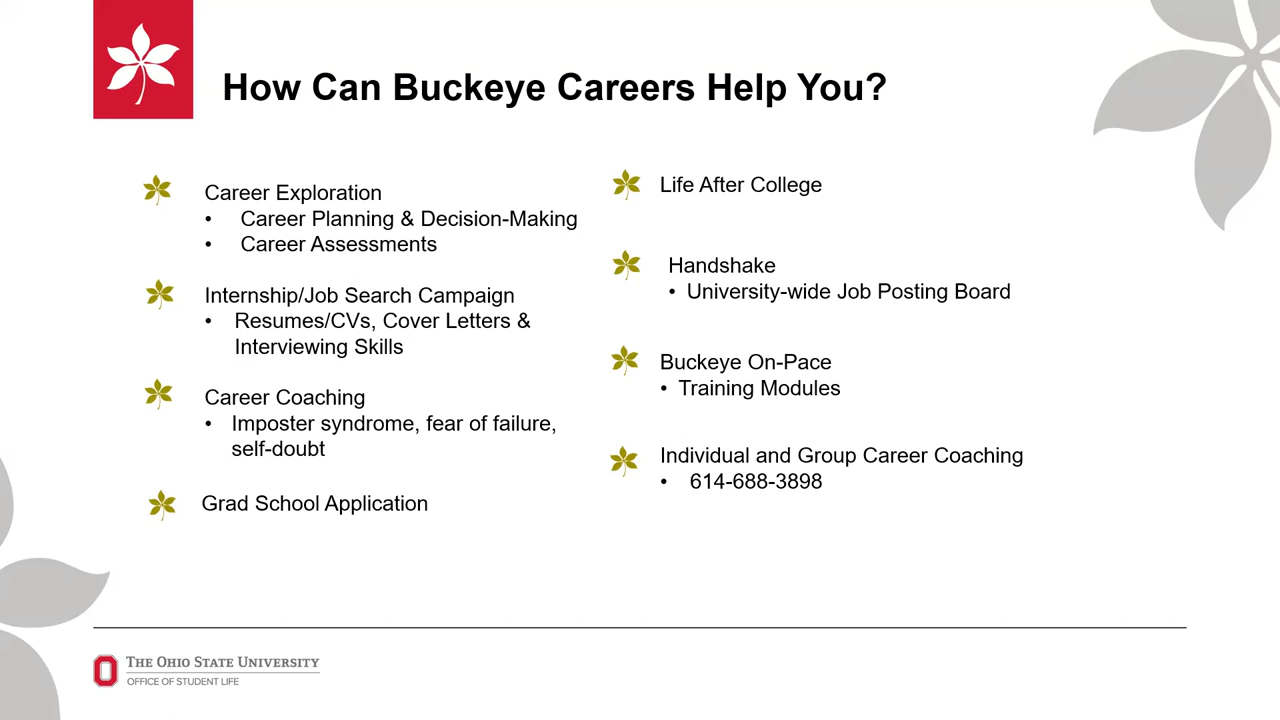 How Can Buckeye Careers Help You?
Career Exploration
• Career Planning & Decision-Making
• Career Assessments
Internship/Job Search Campaign
• Resumes/CVs, Cover Letters &
Interviewing Skills
Career Coaching
• Imposter syndrome, fear of failure,
self-doubt
Grad School Application
Life After College
Handshake
• University-wide Job Posting Board
Buckeye On-Pace
• Training Modules
Individual and Group Career Coaching
• 614-688-3898
THE OHIO STATE UNIVERSITY
OFFICE OF STUDENT LIFE